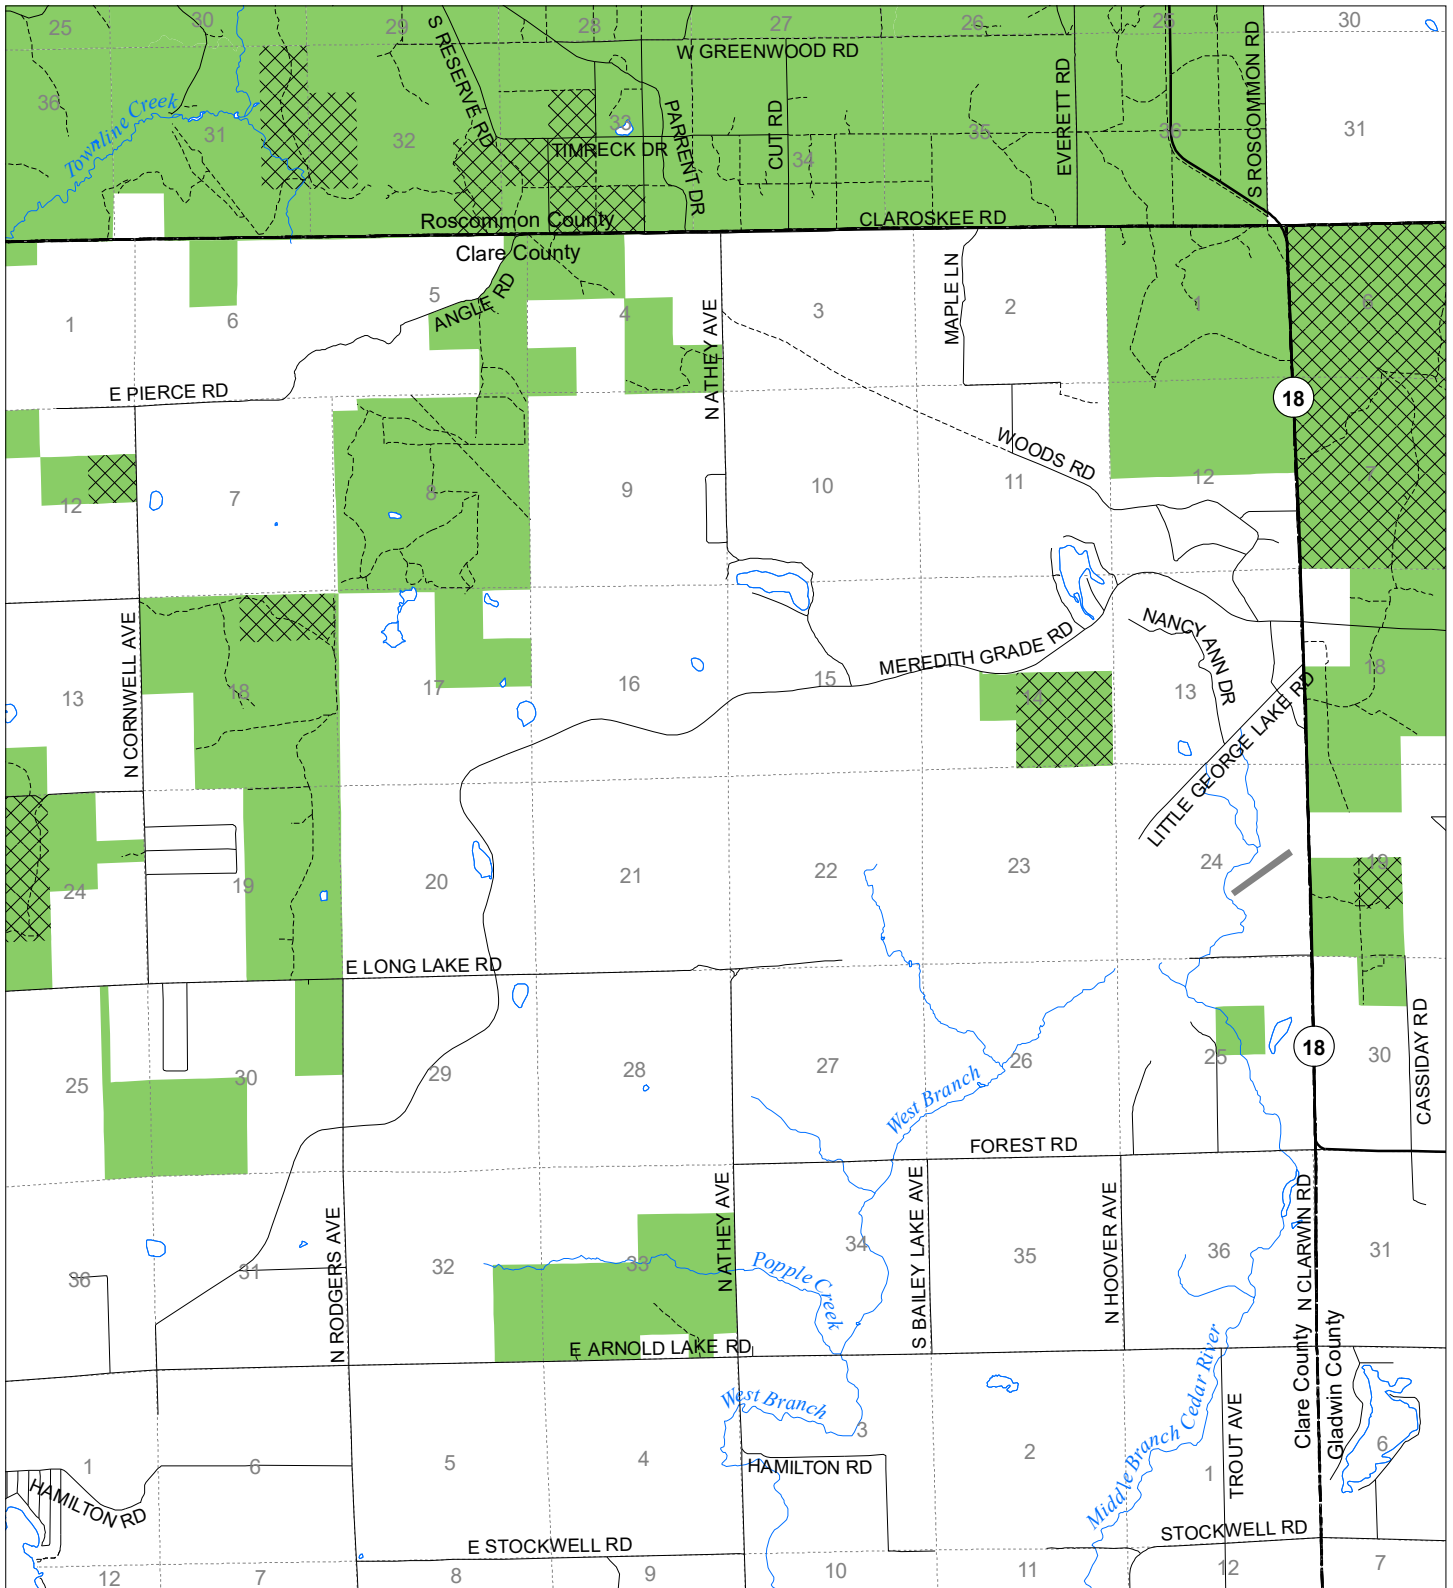 25
30
29
28
27
26
25
30
S RESERVE RD
W GREENWOOD RD
S ROSCOMMON RD
EVERETT RD
36
Townline Creek
31
32
33
PARRENT DR
CUT RD
34
35
36
31
TIMRECK DR
Roscommon County
CLAROSKEE RD
Clare County
ANGLE RD
MAPLE LN
N ATHEY AVE
1
6
5
4
3
2
1
6
E PIERCE RD
18
WOODS RD
12
7
8
9
10
11
12
7
N CORNWELL AVE
MEREDITH GRADE RD
NANCY ANN DR
13
18
17
16
15
14
13
18
LITTLE GEORGE LAKE RD
24
19
20
21
22
23
24
19
E LONG LAKE RD
CASSIDAY RD
18
25
30
29
28
27
26
25
30
West Branch
FOREST RD
N RODGERS AVE
N ATHEY AVE
S BAILEY LAKE AVE
N HOOVER AVE
N CLARWIN RD
36
31
32
33
34
35
36
31
Popple Creek
E ARNOLD LAKE RD
Middle Branch Cedar River
Clare County
Gladwin County
West Branch
TROUT AVE
1
6
5
4
3
2
1
6
HAMILTON RD
HAMILTON RD
E STOCKWELL RD
STOCKWELL RD
12
7
8
9
10
11
12
7